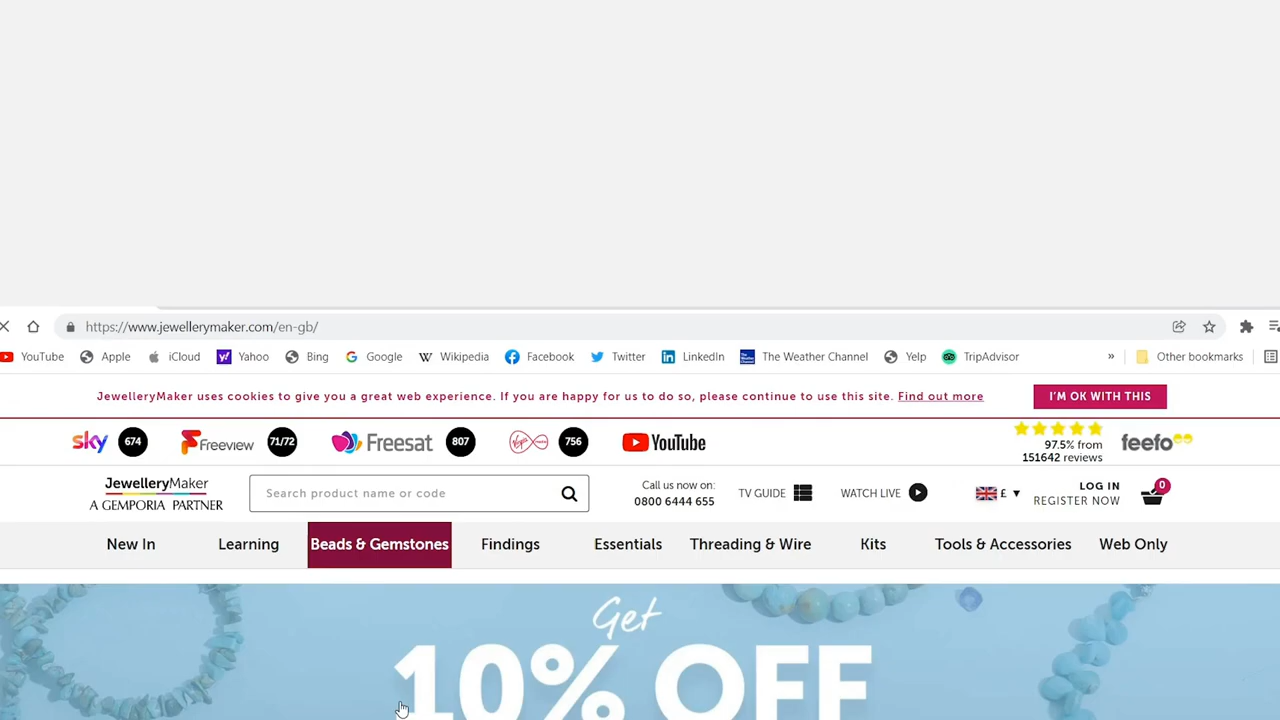 https://www.jewellerymaker.com/en-gb/
YouTube Apple iCloud Yahoo Bing Google Wikipedia Facebook Twitter LinkedIn The Weather Channel Yelp TripAdvisor » Other bookmarks
JewelleryMaker uses cookies to give you a great web experience. If you are happy for us to do so, please continue to use this site. Find out more I'M OK WITH THIS
sky 674 Freeview 71/72 Freesat 807 Virgin media 756 YouTube 97.5% from feefo
151642 reviews
JewelleryMaker
A GEMPORIA PARTNER
Search product name or code
Call us now on:
0800 6444 655
TV GUIDE
WATCH LIVE
£
LOG IN
REGISTER NOW
0
New In Learning Beads & Gemstones Findings Essentials Threading & Wire Kits Tools & Accessories Web Only
Get
10% OFF